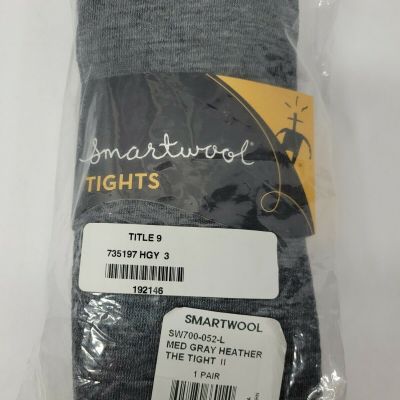 smartwool
TIGHTS
TITLE 9
735197 HGY 3
192146
SMARTWOOL
SW700-052-L
MED GRAY HEATHER
THE TIGHT II
1 PAIR